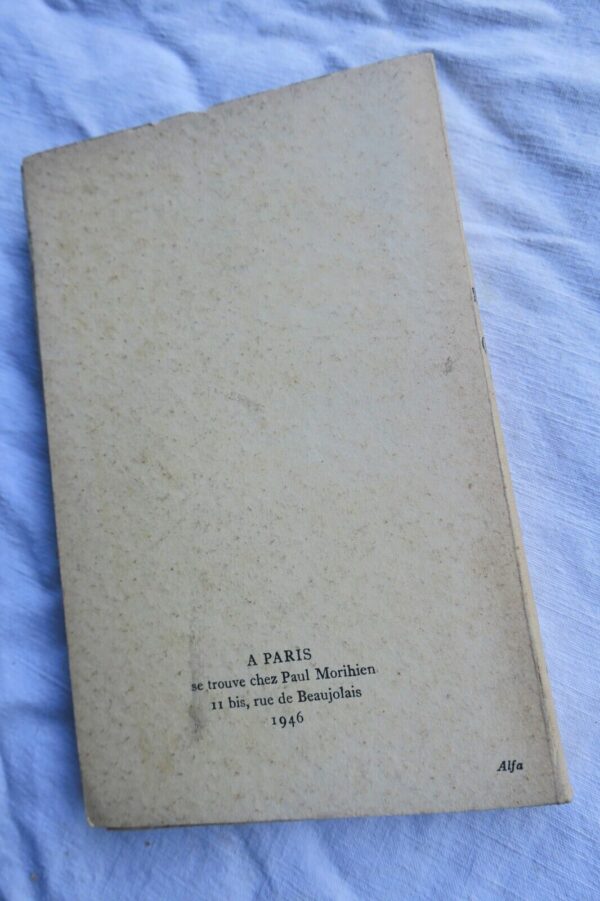 A PARIS
se trouve chez Paul Morihien
11 bis, rue de Beaujolais
1946
Alfa